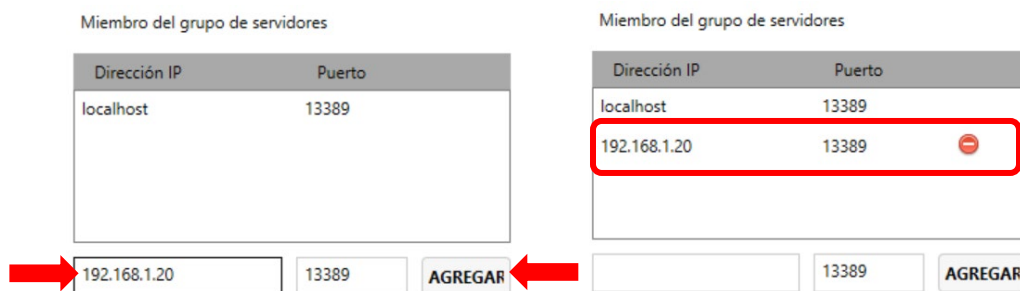 Miembro del grupo de servidores
Dirección IP Puerto
localhost 13389
192.168.1.20 13389 AGREGAR
Miembro del grupo de servidores
Dirección IP Puerto
localhost 13389
192.168.1.20 13389
13389 AGREGAR